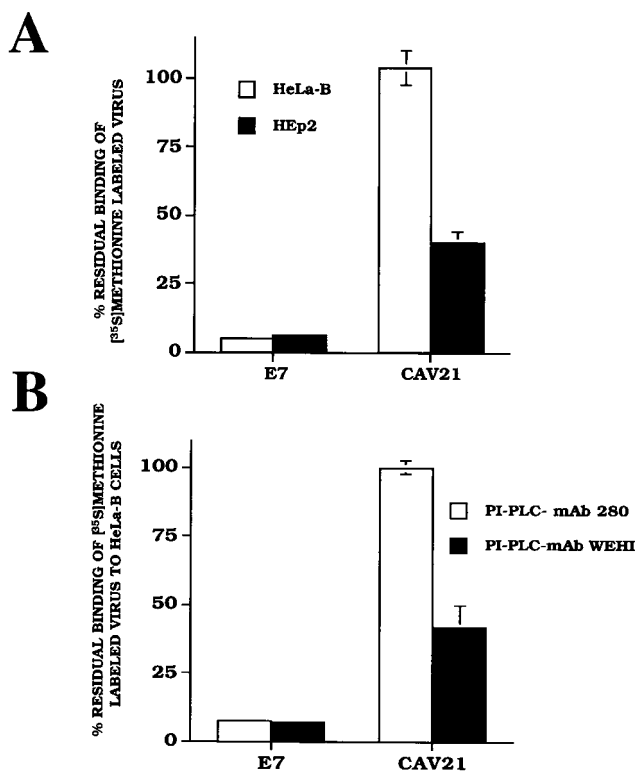 A
% RESIDUAL BINDING OF
[³⁵S]METHIONINE LABELED VIRUS
100
75
50
25
0
HeLa-B
HEp2
E7
CAV21
B
% RESIDUAL BINDING OF [³⁵S]METHIONINE
LABELED VIRUS TO HeLa-B CELLS
100
75
50
25
0
PI-PLC- mAb 280
PI-PLC-mAb WEHI
E7
CAV21